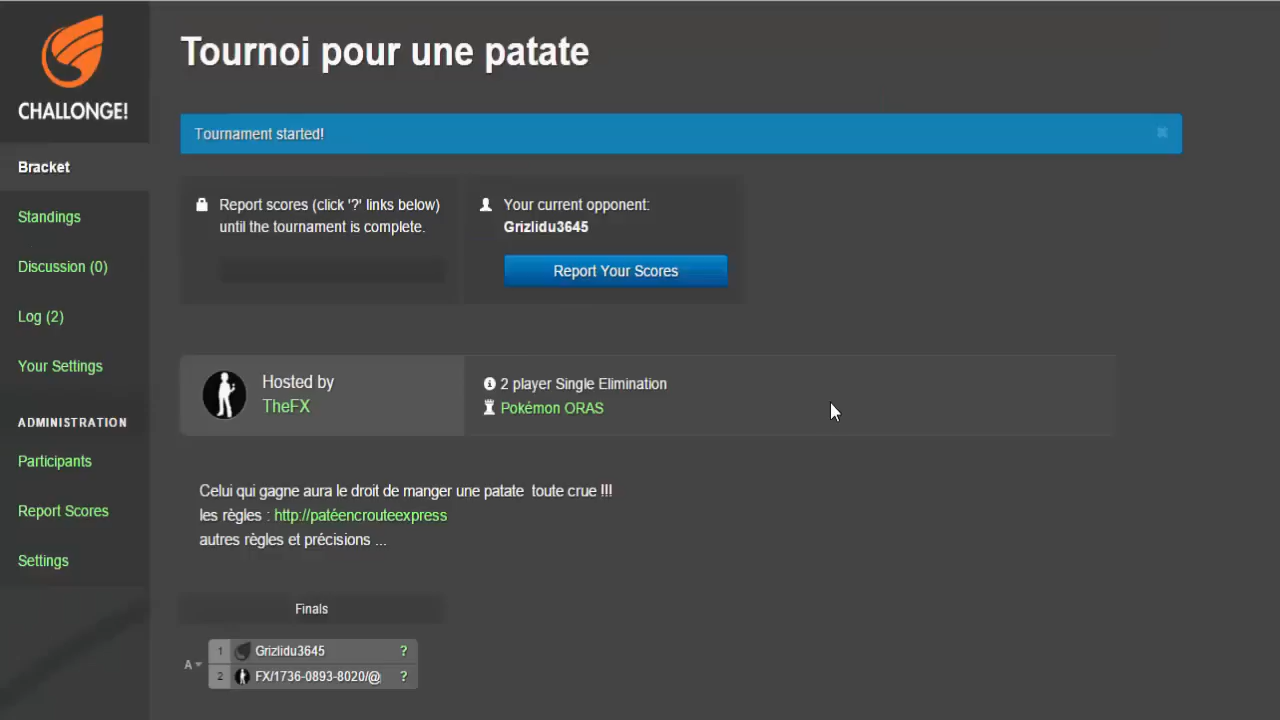 CHALLONGE!
Tournoi pour une patate
Tournament started!
Bracket
Standings
Discussion (0)
Log (2)
Your Settings
ADMINISTRATION
Participants
Report Scores
Settings
Report scores (click '?' links below)
until the tournament is complete.
Your current opponent:
Grizlidu3645
Report Your Scores
Hosted by
TheFX
2 player Single Elimination
Pokémon ORAS
Celui qui gagne aura le droit de manger une patate toute crue !!!
les règles : http://patéencrouteexpress
autres règles et précisions ...
Finals
A
1 Grizlidu3645 ?
2 FX/1736-0893-8020/@ ?